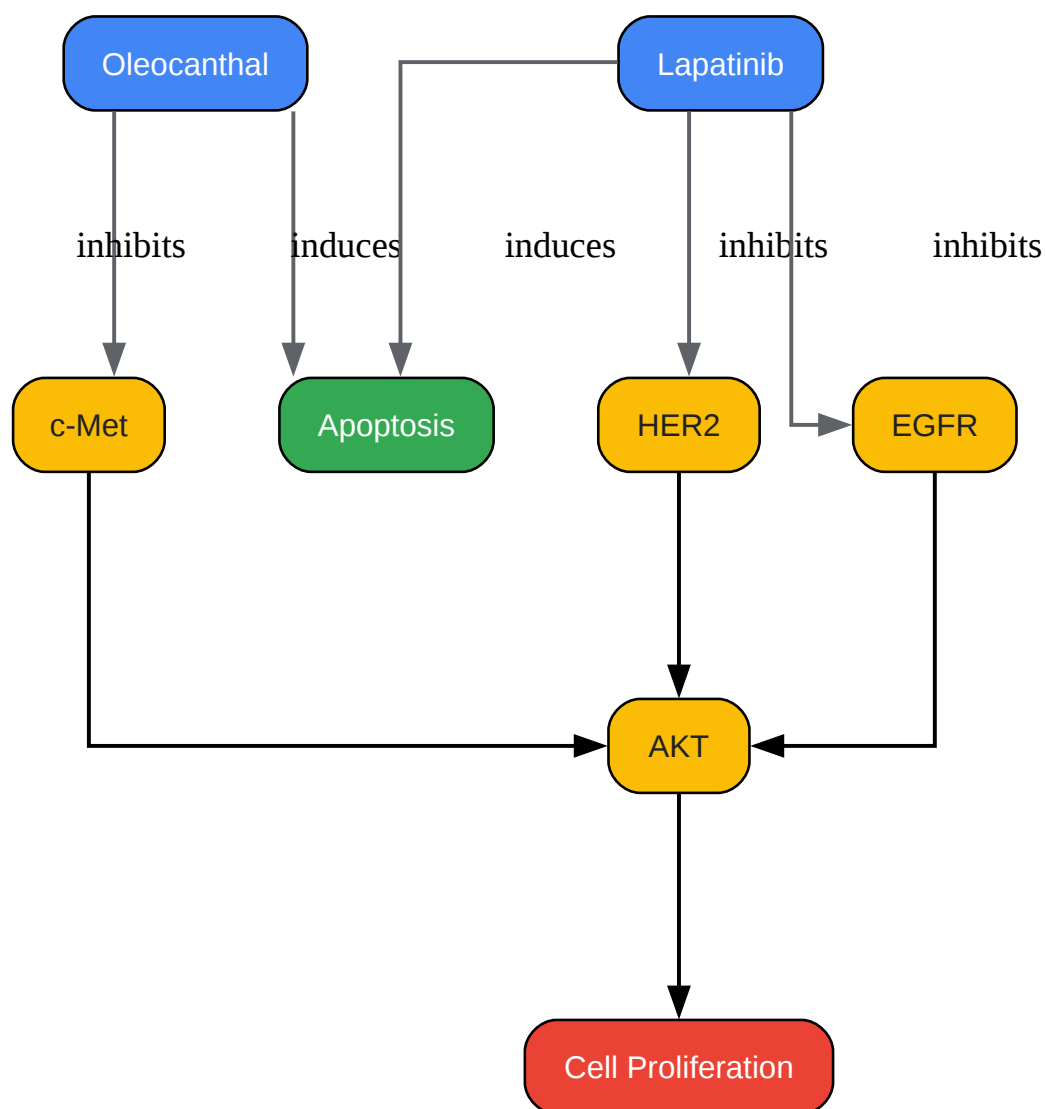 Oleocanthal
Lapatinib
inhibits
induces
induces
inhibits
inhibits
c-Met
Apoptosis
HER2
EGFR
AKT
Cell Proliferation